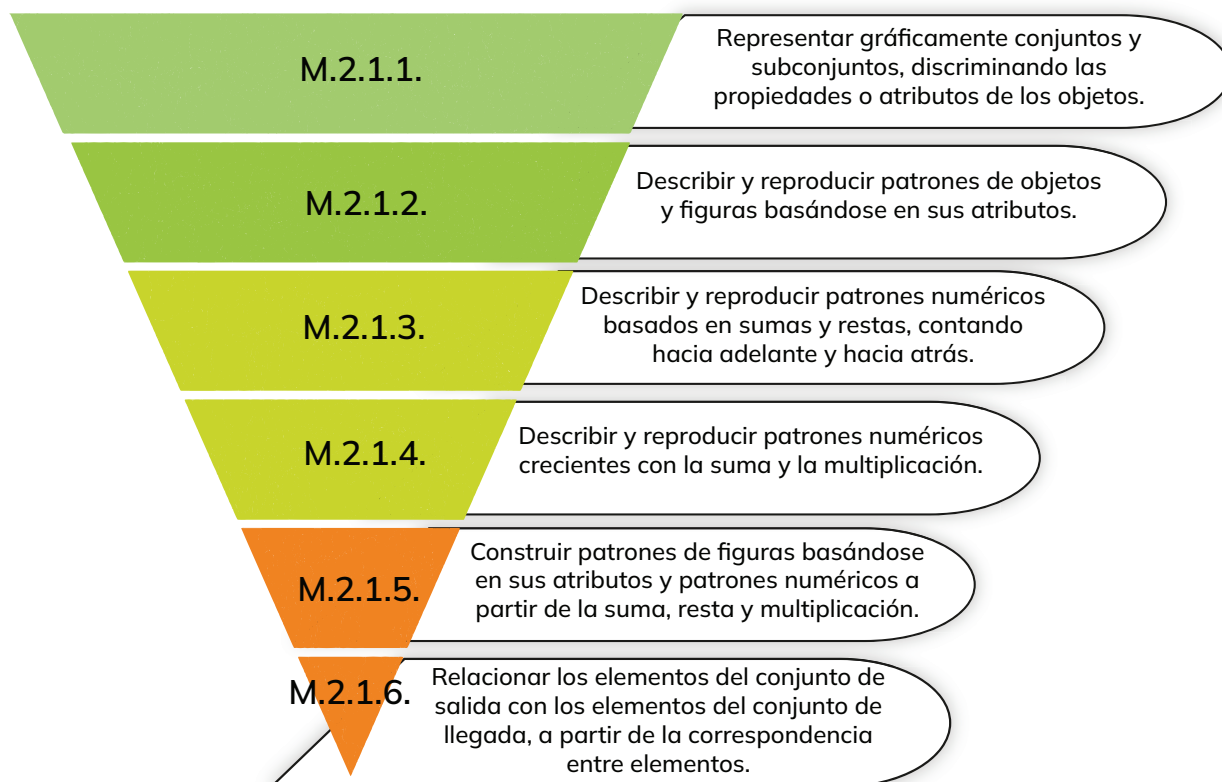 M.2.1.1.
Representar gráficamente conjuntos y
subconjuntos, discriminando las
propiedades o atributos de los objetos.
M.2.1.2.
Describir y reproducir patrones de objetos
y figuras basándose en sus atributos.
M.2.1.3.
Describir y reproducir patrones numéricos
basados en sumas y restas, contando
hacia adelante y hacia atrás.
M.2.1.4.
Describir y reproducir patrones numéricos
crecientes con la suma y la multiplicación.
M.2.1.5.
Construir patrones de figuras basándose
en sus atributos y patrones numéricos a
partir de la suma, resta y multiplicación.
M.2.1.6.
Relacionar los elementos del conjunto de
salida con los elementos del conjunto de
llegada, a partir de la correspondencia
entre elementos.